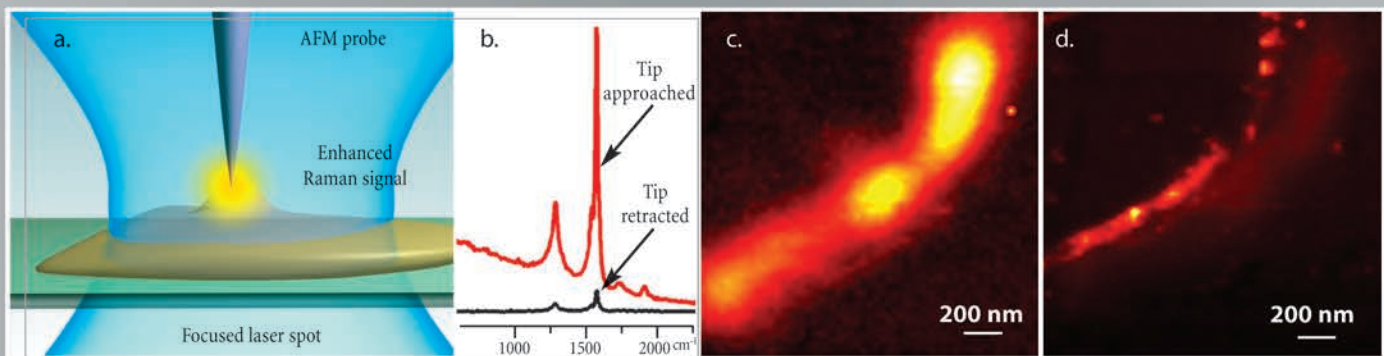 a.
AFM probe
Enhanced
Raman signal
Focused laser spot
b.
Tip
approached
Tip
retracted
1000
1500
2000
cm⁻¹
c.
200 nm
d.
200 nm